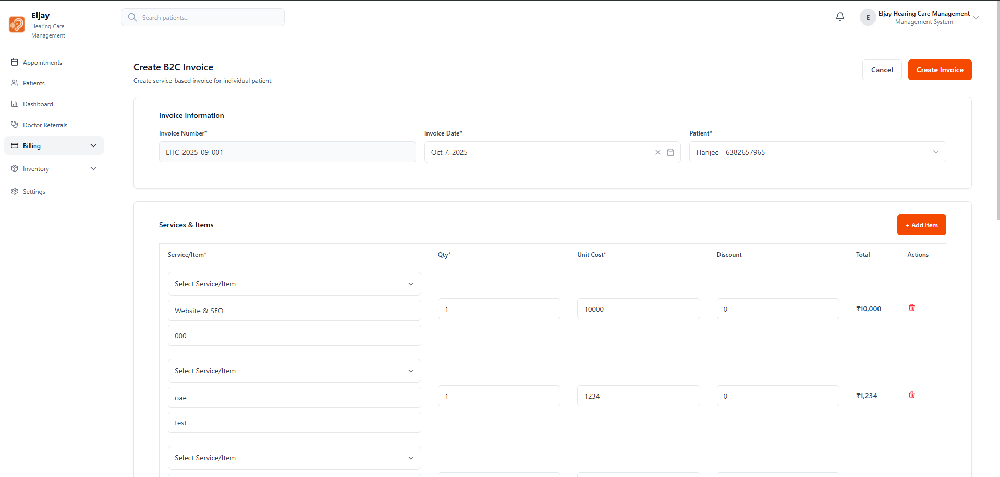 Eljay
Hearing Care
Management
Search patients...
E
Eljay Hearing Care Management
Management System
Appointments
Patients
Dashboard
Doctor Referrals
Billing
Inventory
Settings
Create B2C Invoice
Create service-based invoice for individual patient.
Cancel
Create Invoice
Invoice Information
Invoice Number* Invoice Date* Patient*
EHC-2025-09-001 Oct 7, 2025 Harijee - 6382657965
Services & Items
+ Add Item
Service/Item* Qty* Unit Cost* Discount Total Actions
Select Service/Item
Website & SEO 1 10000 0 ₹10,000
000
Select Service/Item
oae 1 1234 0 ₹1,234
test
Select Service/Item